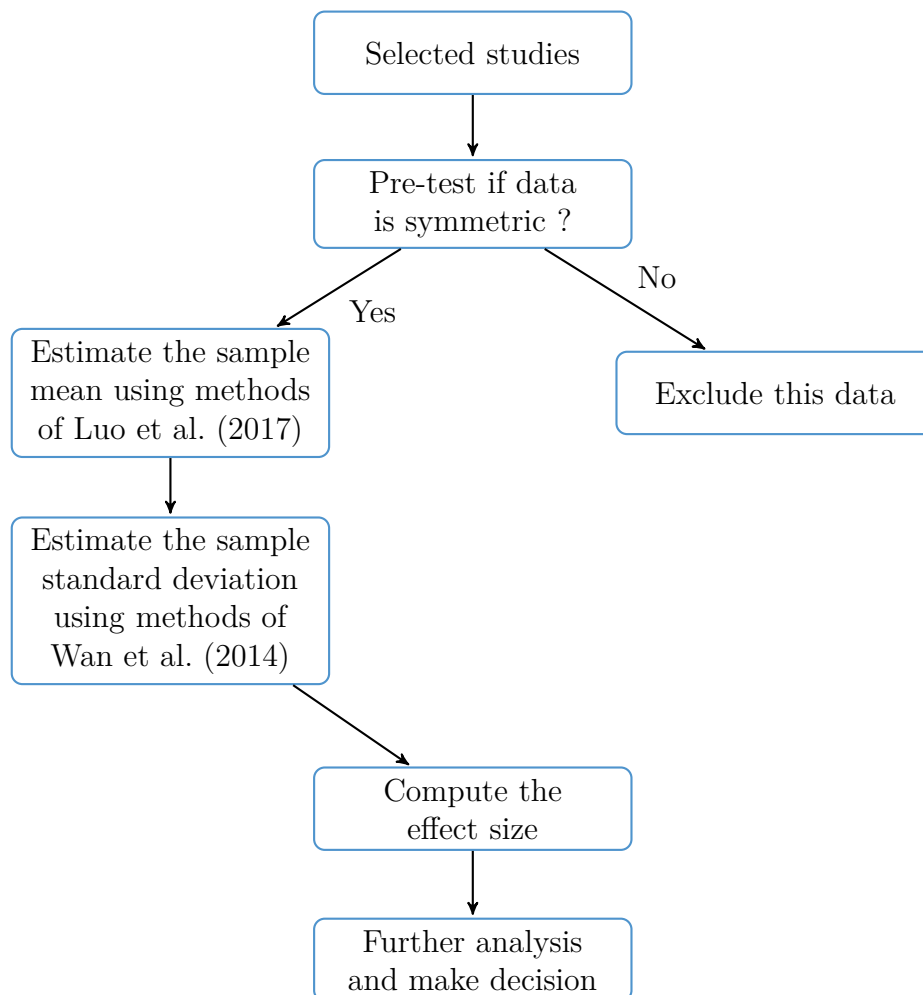 Selected studies
Pre-test if data
is symmetric ?
No
Yes
Estimate the sample
mean using methods
of Luo et al. (2017)
Exclude this data
Estimate the sample
standard deviation
using methods of
Wan et al. (2014)
Compute the
effect size
Further analysis
and make decision